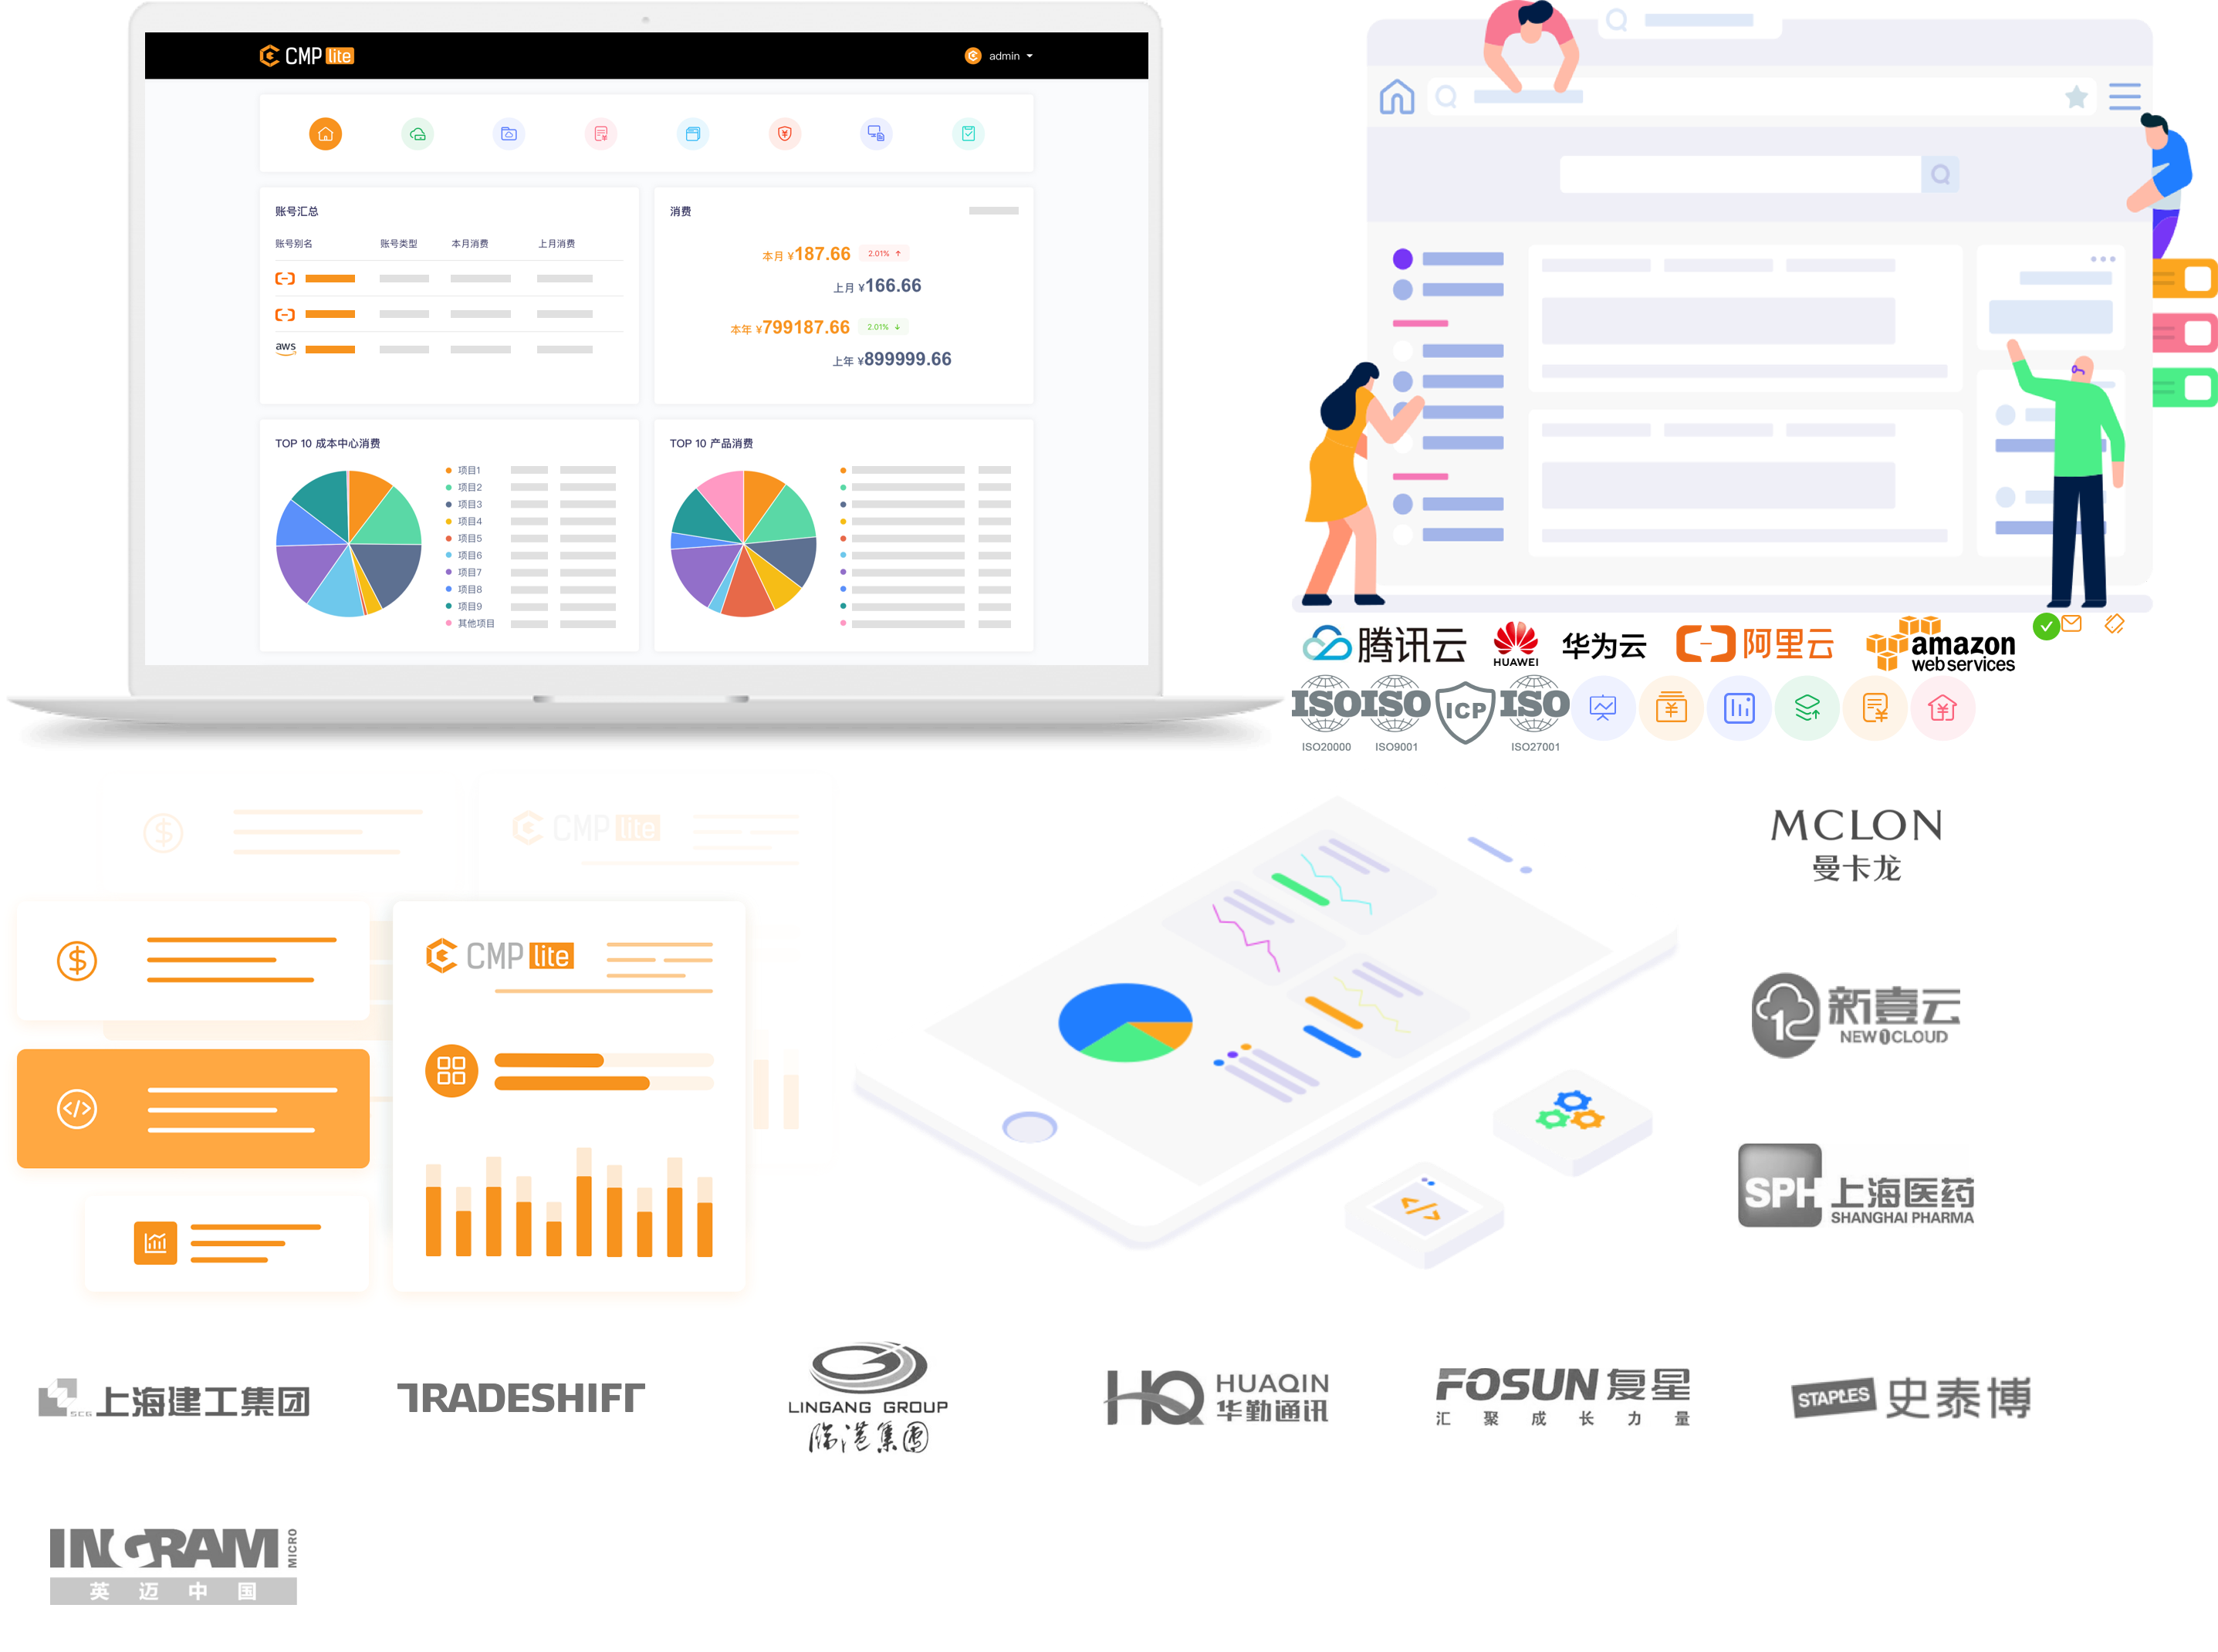 CMP lite
admin
账号汇总
账号别名 账号类型 本月消费 上月消费
aws
消费
本月 ¥187.66 2.01% ↑
上月 ¥166.66
本年 ¥799187.66 2.01% ↓
上年 ¥899999.66
TOP 10 成本中心消费
项目1
项目2
项目3
项目4
项目5
项目6
项目7
项目8
项目9
其他项目
TOP 10 产品消费
腾讯云
HUAWEI
华为云
阿里云
amazon
web services
ISO
ISO20000
ISO
ISO9001
ICP
ISO
ISO27001
CMP lite
CMP lite
MCLON
曼卡龙
新壹云
NEW1CLOUD
SPH
上海医药
SHANGHAI PHARMA
SCG 上海建工集团
TRADESHIFT
LINGANG GROUP
临港集团
HQ
HUAQIN
华勤通讯
FOSUN 复星
汇聚成长力量
STAPLES 史泰博
INGRAM MICRO
英迈中国